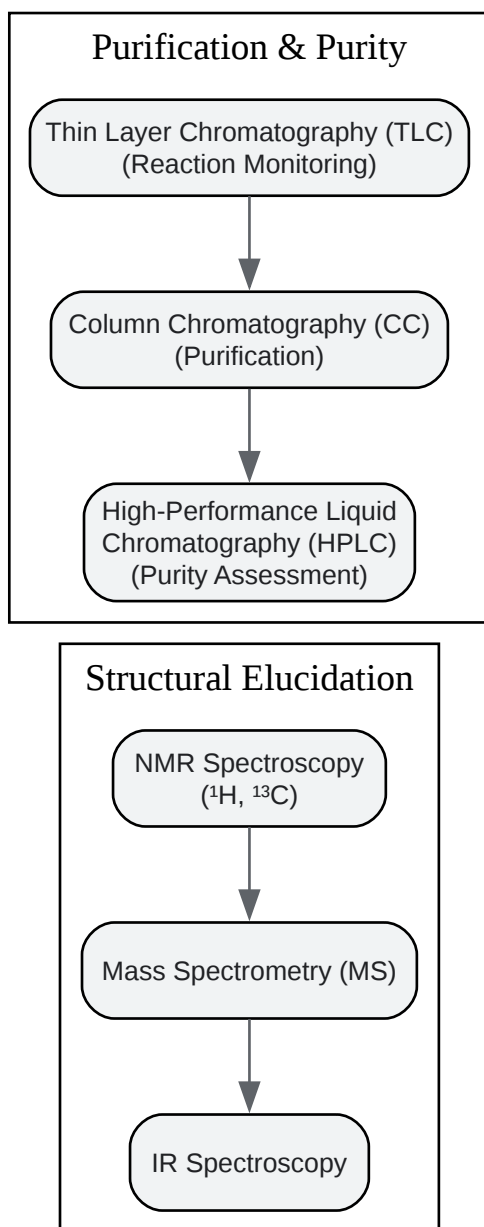 Purification & Purity
Thin Layer Chromatography (TLC)
(Reaction Monitoring)
Column Chromatography (CC)
(Purification)
High-Performance Liquid
Chromatography (HPLC)
(Purity Assessment)
Structural Elucidation
NMR Spectroscopy
(¹H, ¹³C)
Mass Spectrometry (MS)
IR Spectroscopy